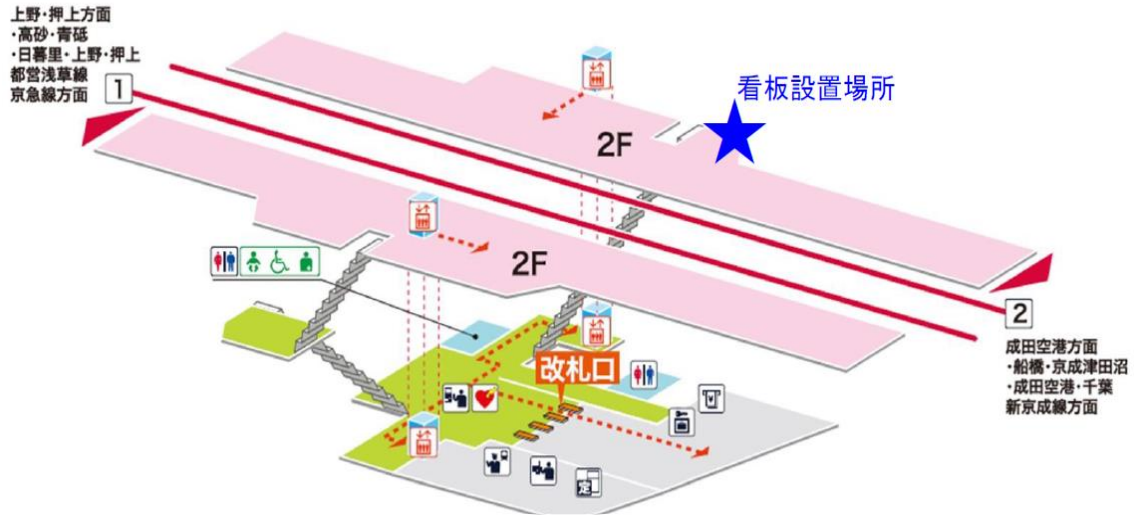 上野・押上方面
・高砂・青砥
・日暮里・上野・押上
都営浅草線
京急線方面
1
看板設置場所
2F
2F
改札口
定
2
成田空港方面
・船橋・京成津田沼
・成田空港・千葉
新京成線方面